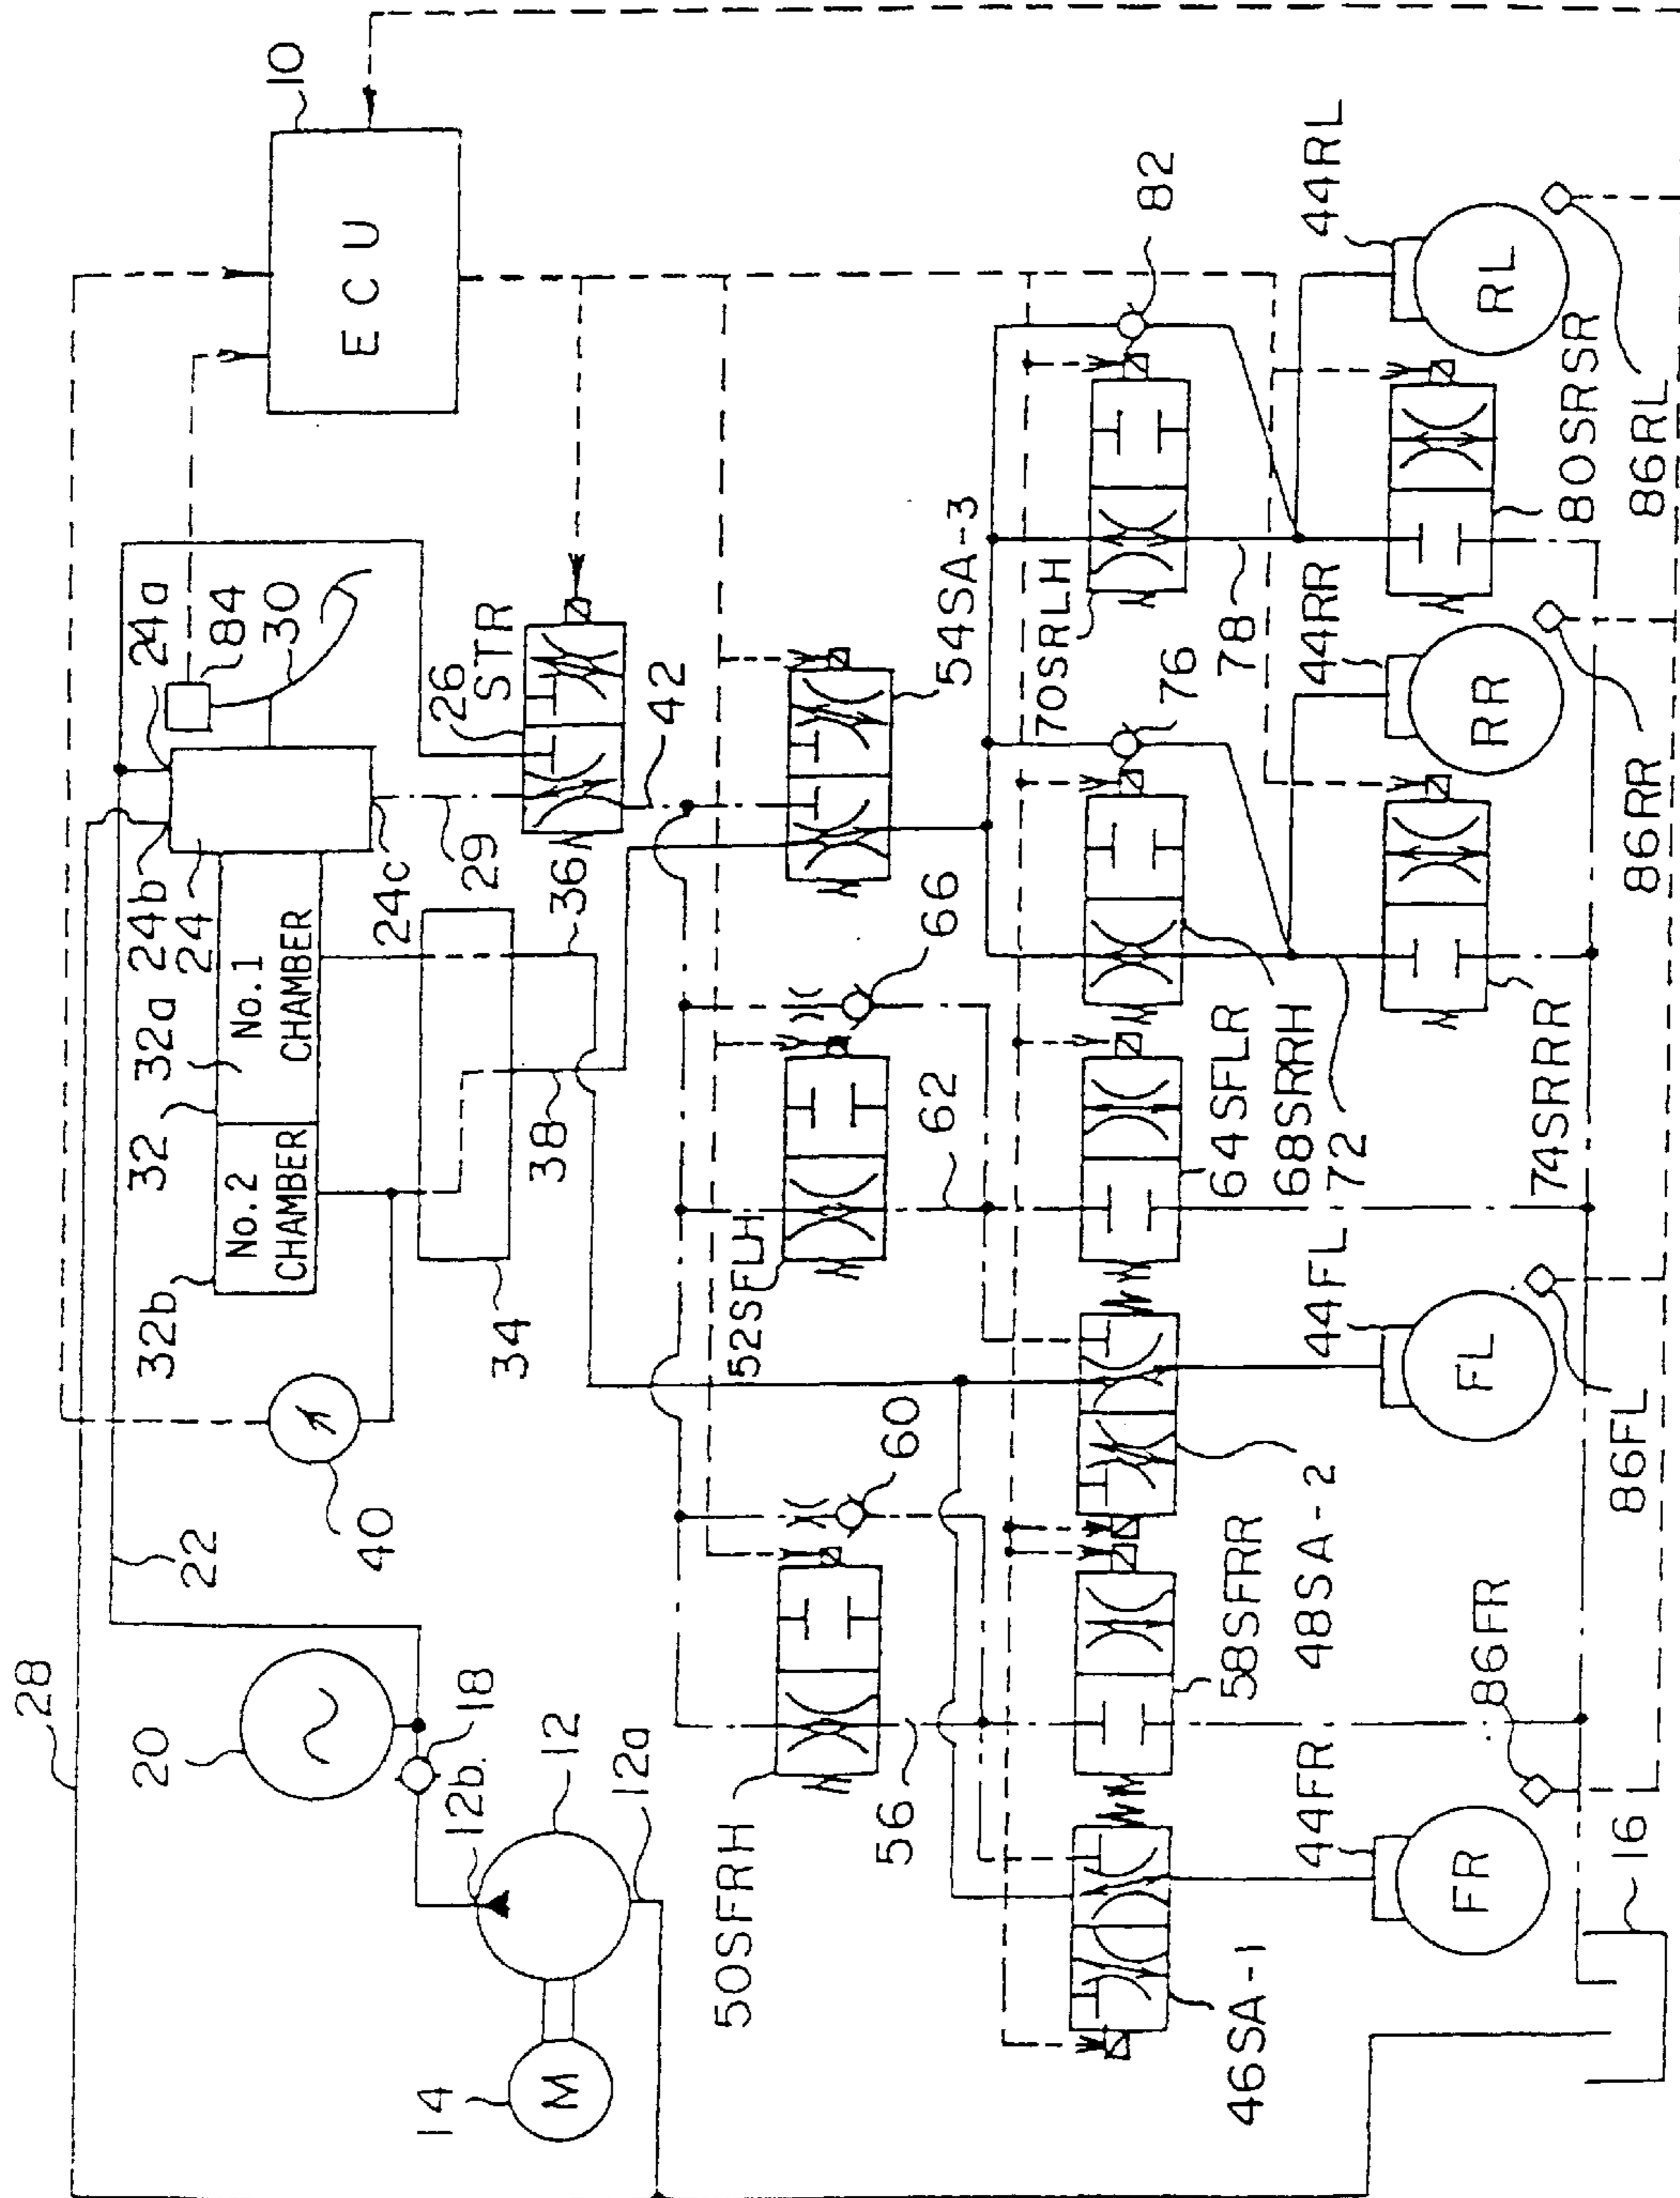 28
22
20
18
12b.
12
12a
14
M
40
32b
32
32a
24
24b
24a
84
30
10
ECU
No.2
CHAMBER
No.1
CHAMBER
34
38
36
24c
29
26
STR
42
54SA-3
50SFRH
52SFLH
60
66
56
62
70SRLH
76
78
82
46SA-1
58SFRR
48SA-2
64SFLR
68SRRH
72
74SRRR
80SRSR
44FR
44FL
44RR
44RL
FR
FL
RR
RL
86FR
86FL
86RR
86RL
16